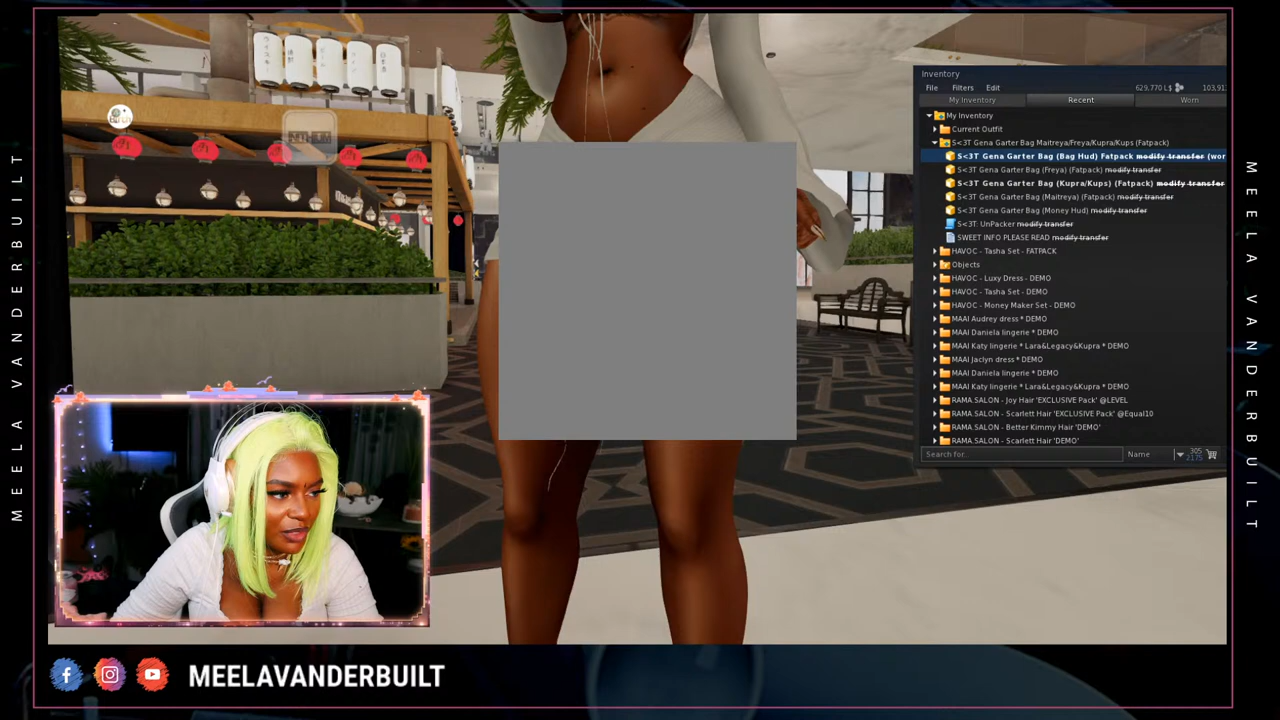 Inventory
File Filters Edit
629,770 L$
103,91
My Inventory Recent Worn
My Inventory
Current Outfit
S<3T Gena Garter Bag Maitreya/Freya/Kupra/Kups (Fatpack)
S<3T Gena Garter Bag (Bag Hud) Fatpack modify transfer (wor
S<3T Gena Garter Bag (Freya) (Fatpack) modify transfer
S<3T Gena Garter Bag (Kupra/Kups) (Fatpack) modify transfer
S<3T Gena Garter Bag (Maitreya) (Fatpack) modify transfer
S<3T Gena Garter Bag (Money Hud) modify transfer
S<3T: UnPacker modify transfer
SWEET INFO PLEASE READ modify transfer
HAVOC - Tasha Set - FATPACK
Objects
HAVOC - Luxy Dress - DEMO
HAVOC - Tasha Set - DEMO
HAVOC - Money Maker Set - DEMO
MAAI Audrey dress * DEMO
MAAI Daniela lingerie * DEMO
MAAI Katy lingerie * Lara&Legacy&Kupra * DEMO
MAAI Jaclyn dress * DEMO
MAAI Daniela lingerie * DEMO
MAAI Katy lingerie * Lara&Legacy&Kupra * DEMO
RAMA.SALON - Joy Hair 'EXCLUSIVE Pack' @LEVEL
RAMA.SALON - Scarlett Hair 'EXCLUSIVE Pack' @Equal10
RAMA.SALON - Better Kimmy Hair 'DEMO'
RAMA.SALON - Scarlett Hair 'DEMO'
Search for... Name 305
2175
MEELA VANDERBUILT
MEELA VANDERBUILT
MEELAVANDERBUILT